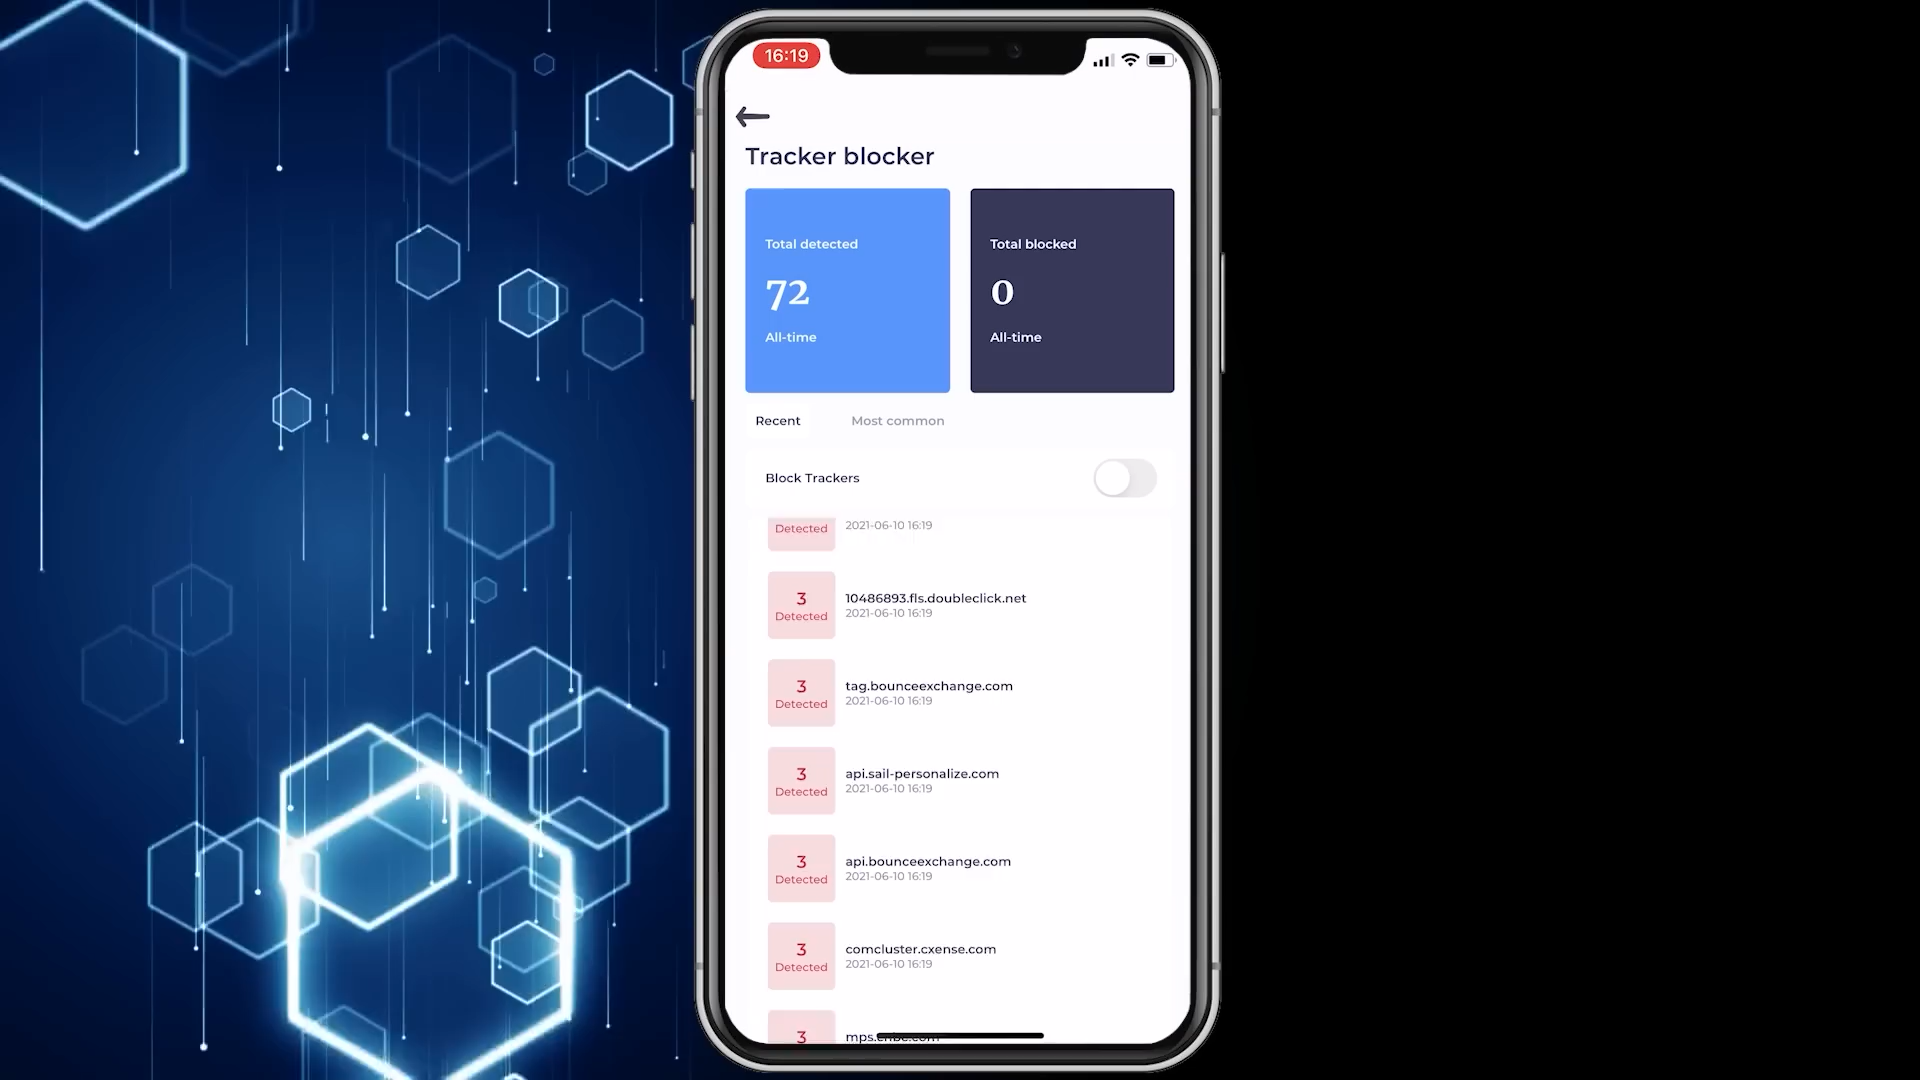 16:19
Tracker blocker
Total detected
72
All-time
Total blocked
0
All-time
Recent
Most common
Block Trackers
Detected
2021-06-10 16:19
3
Detected
10486893.fls.doubleclick.net
2021-06-10 16:19
3
Detected
tag.bounceexchange.com
2021-06-10 16:19
3
Detected
api.sail-personalize.com
2021-06-10 16:19
3
Detected
api.bounceexchange.com
2021-06-10 16:19
3
Detected
comcluster.cxense.com
2021-06-10 16:19
3
mps.cnbc.com